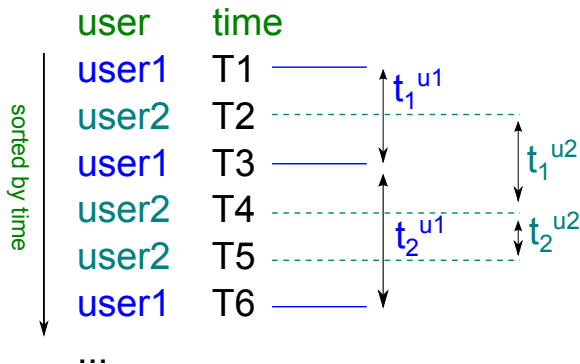 user time
user1 T1
user2 T2
user1 T3
user2 T4
user2 T5
user1 T6
...
sorted by time
t₁ᵘ¹
t₂ᵘ¹
t₁ᵘ²
t₂ᵘ²